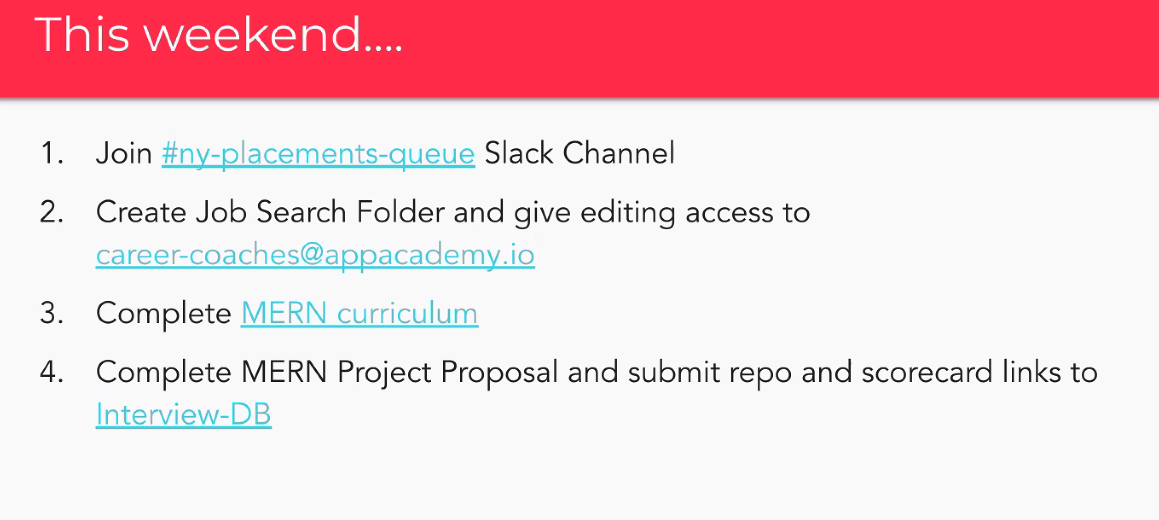 This weekend....
1. Join #ny-placements-queue Slack Channel
2. Create Job Search Folder and give editing access to
career-coaches@appacademy.io
3. Complete MERN curriculum
4. Complete MERN Project Proposal and submit repo and scorecard links to
Interview-DB